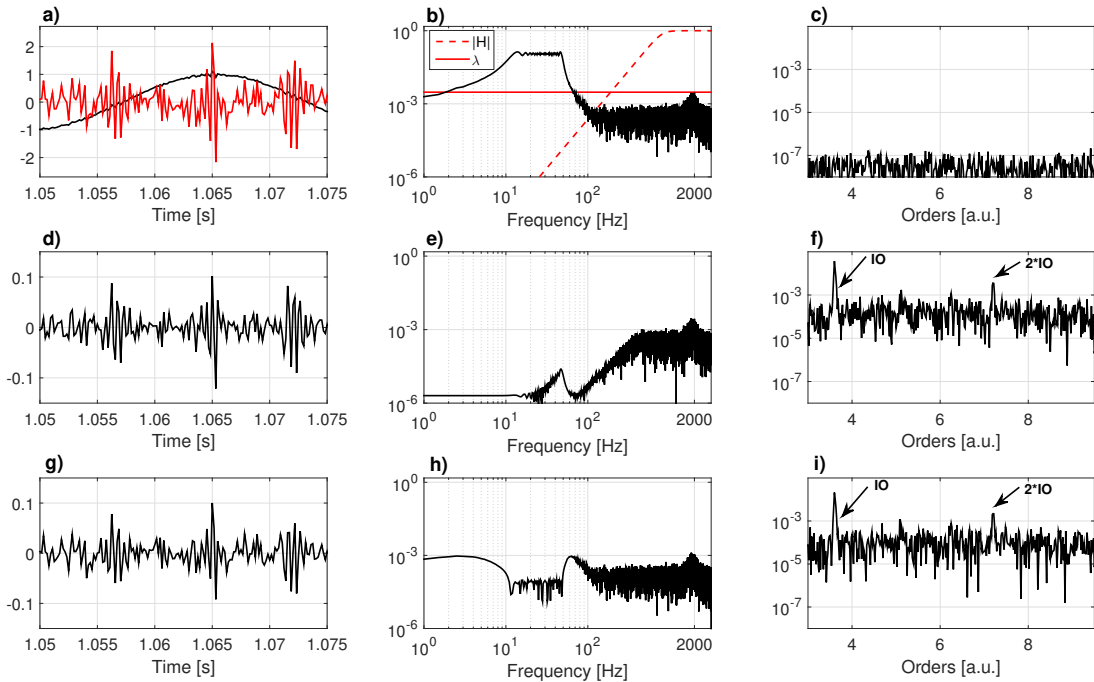 a) b) c)
2
1
0
-1
-2
1.05 1.055 1.06 1.065 1.07 1.075
Time [s]
10^0
10^-3
10^-6
|H|
λ
10^0 10^1 10^2 2000
Frequency [Hz]
10^-3
10^-5
10^-7
4 6 8
Orders [a.u.]
d) e) f)
0.1
0
-0.1
1.05 1.055 1.06 1.065 1.07 1.075
Time [s]
10^0
10^-3
10^-6
10^0 10^1 10^2 2000
Frequency [Hz]
IO
2*IO
10^-3
10^-5
10^-7
4 6 8
Orders [a.u.]
g) h) i)
0.1
0
-0.1
1.05 1.055 1.06 1.065 1.07 1.075
Time [s]
10^0
10^-3
10^-6
10^0 10^1 10^2 2000
Frequency [Hz]
IO
2*IO
10^-3
10^-5
10^-7
4 6 8
Orders [a.u.]